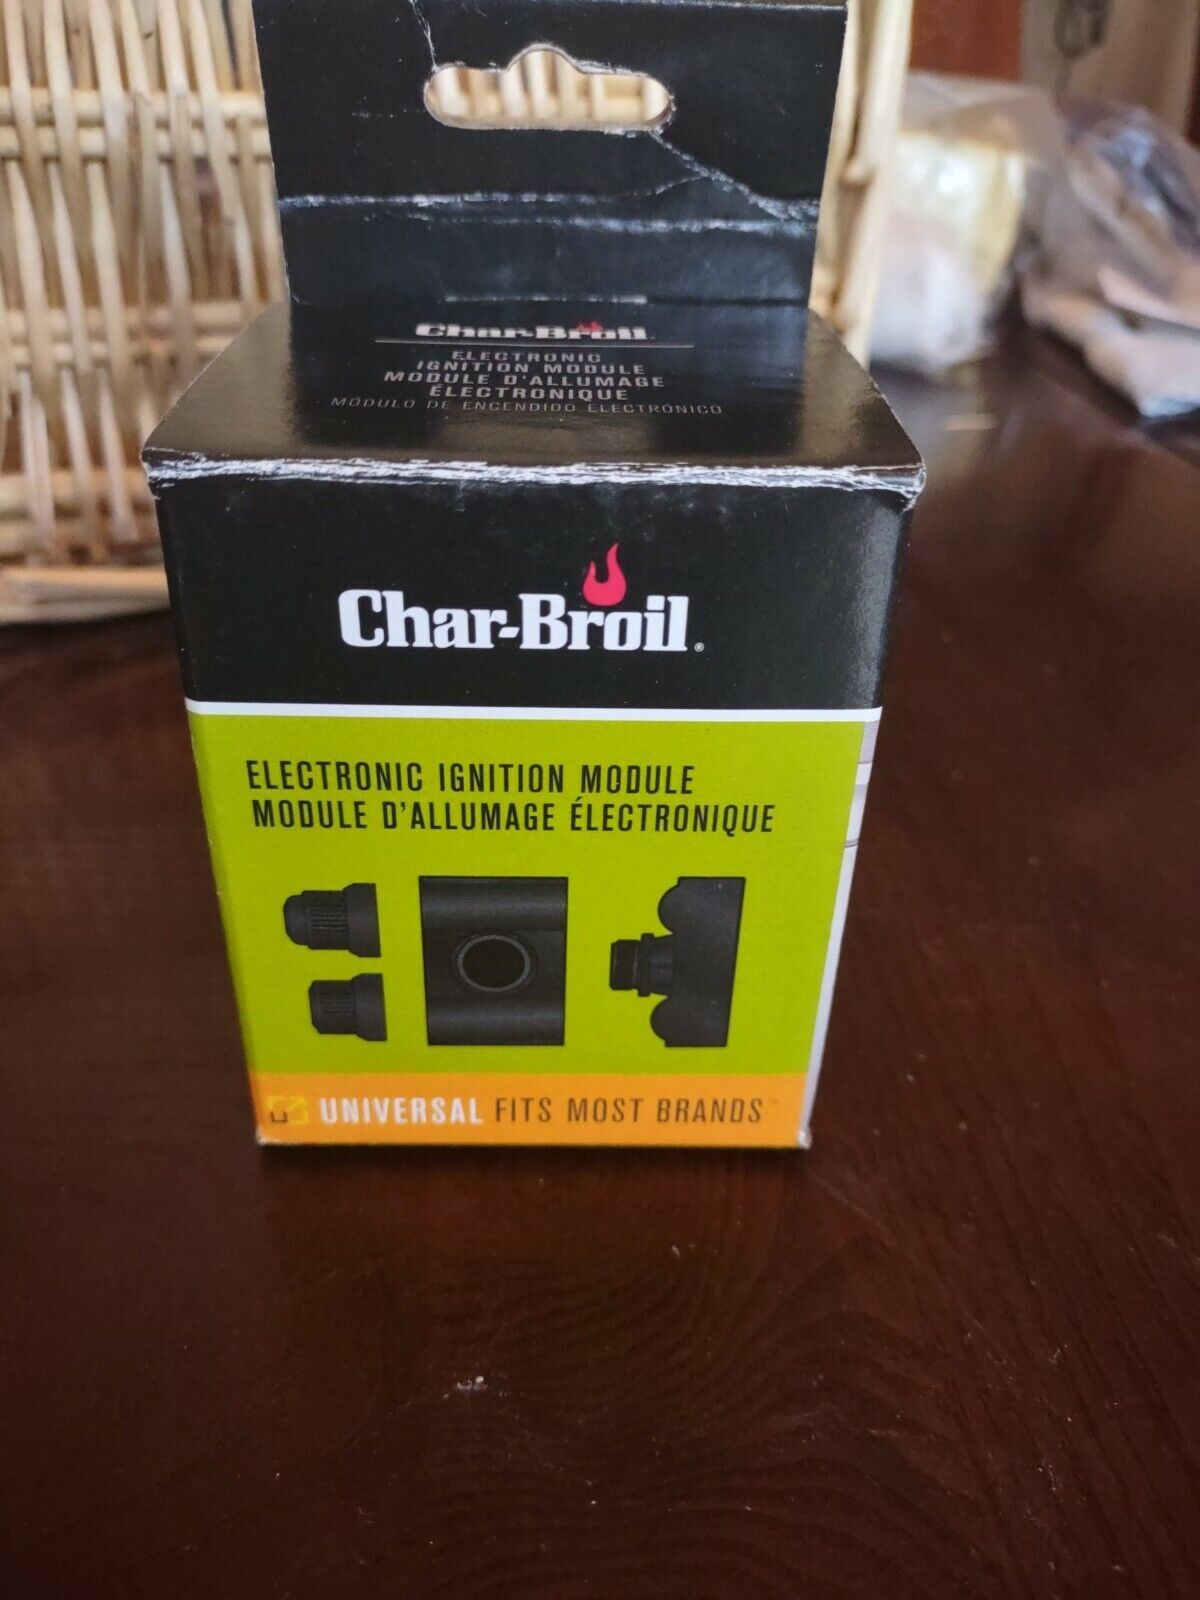 Char-Broil
ELECTRONIC
IGNITION MODULE
MODULE D'ALLUMAGE
ÉLECTRONIQUE
MÓDULO DE ENCENDIDO ELECTRÓNICO
Char-Broil®
ELECTRONIC IGNITION MODULE
MODULE D'ALLUMAGE ÉLECTRONIQUE
UNIVERSAL FITS MOST BRANDS™